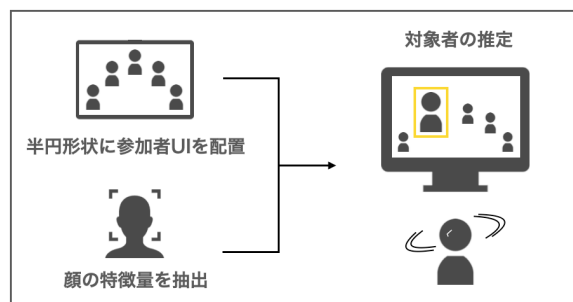 半円形状に参加者UIを配置
顔の特徴量を抽出
対象者の推定